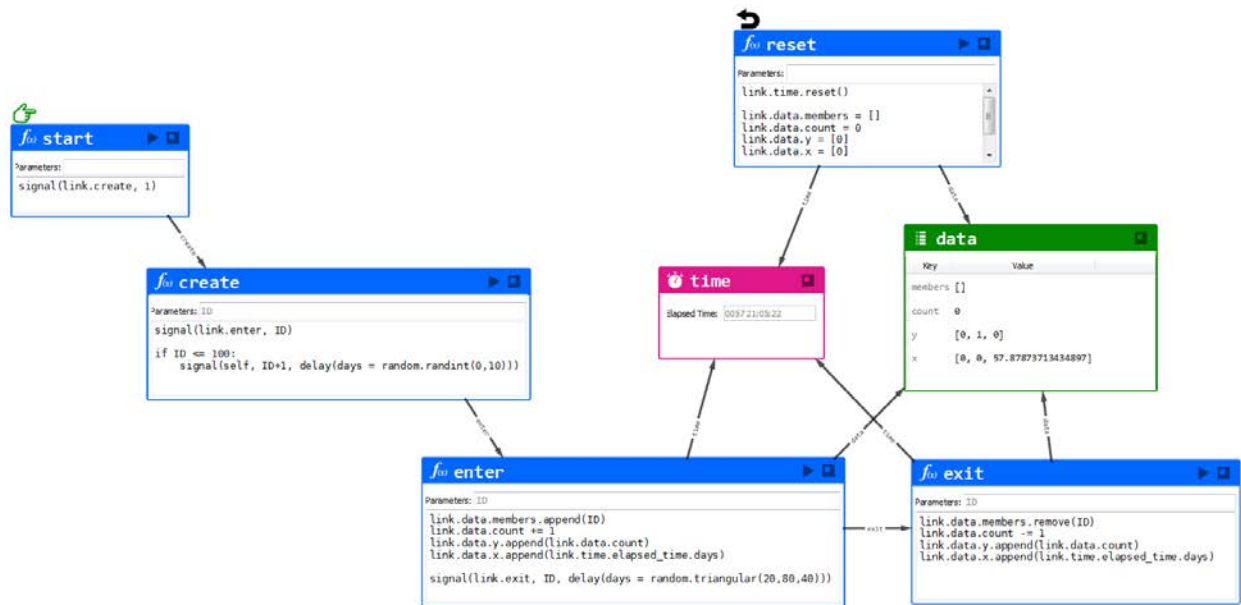 f(x) reset
Parameters:
link.time.reset()
link.data.members = []
link.data.count = 0
link.data.y = [0]
link.data.x = [0]
f(x) start
Parameters:
signal(link.create, 1)
create
time
data
f(x) create
Parameters: ID
signal(link.enter, ID)
if ID <= 100:
signal(self, ID+1, delay(days = random.randint(0,10)))
time
Elapsed Time: 0057 21:05:22
data
Key Value
members []
count 0
y [0, 1, 0]
x [0, 0, 57.87873713434897]
enter
time
data
time
data
f(x) enter
Parameters: ID
link.data.members.append(ID)
link.data.count += 1
link.data.y.append(link.data.count)
link.data.x.append(link.time.elapsed_time.days)
signal(link.exit, ID, delay(days = random.triangular(20,80,40)))
exit
f(x) exit
Parameters: ID
link.data.members.remove(ID)
link.data.count -= 1
link.data.y.append(link.data.count)
link.data.x.append(link.time.elapsed_time.days)